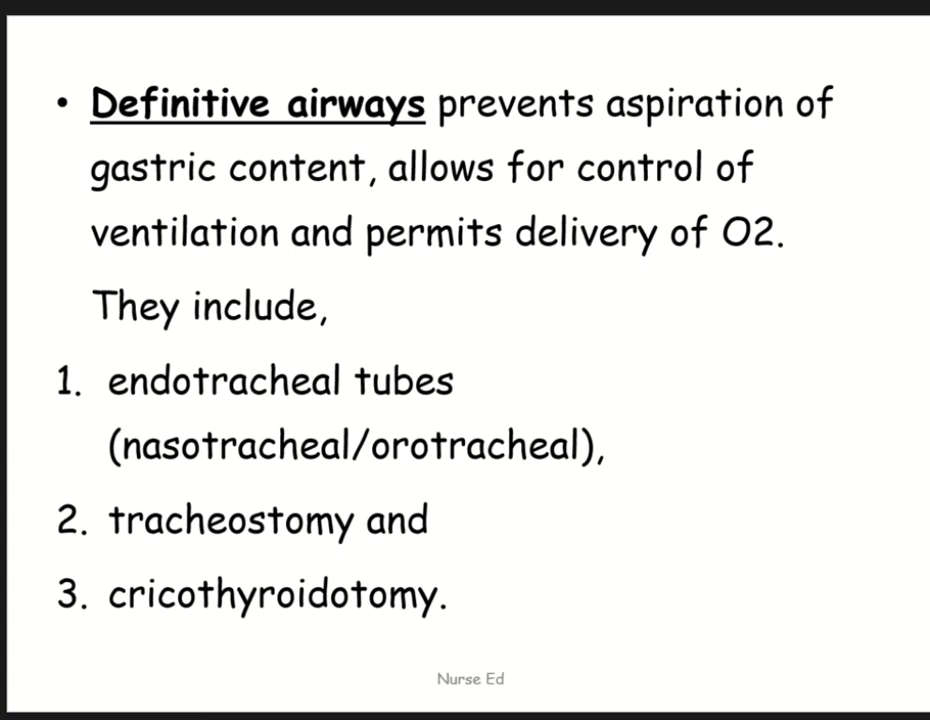 • Definitive airways prevents aspiration of
gastric content, allows for control of
ventilation and permits delivery of O2.
They include,
1. endotracheal tubes
(nasotracheal/orotracheal),
2. tracheostomy and
3. cricothyroidotomy.
Nurse Ed